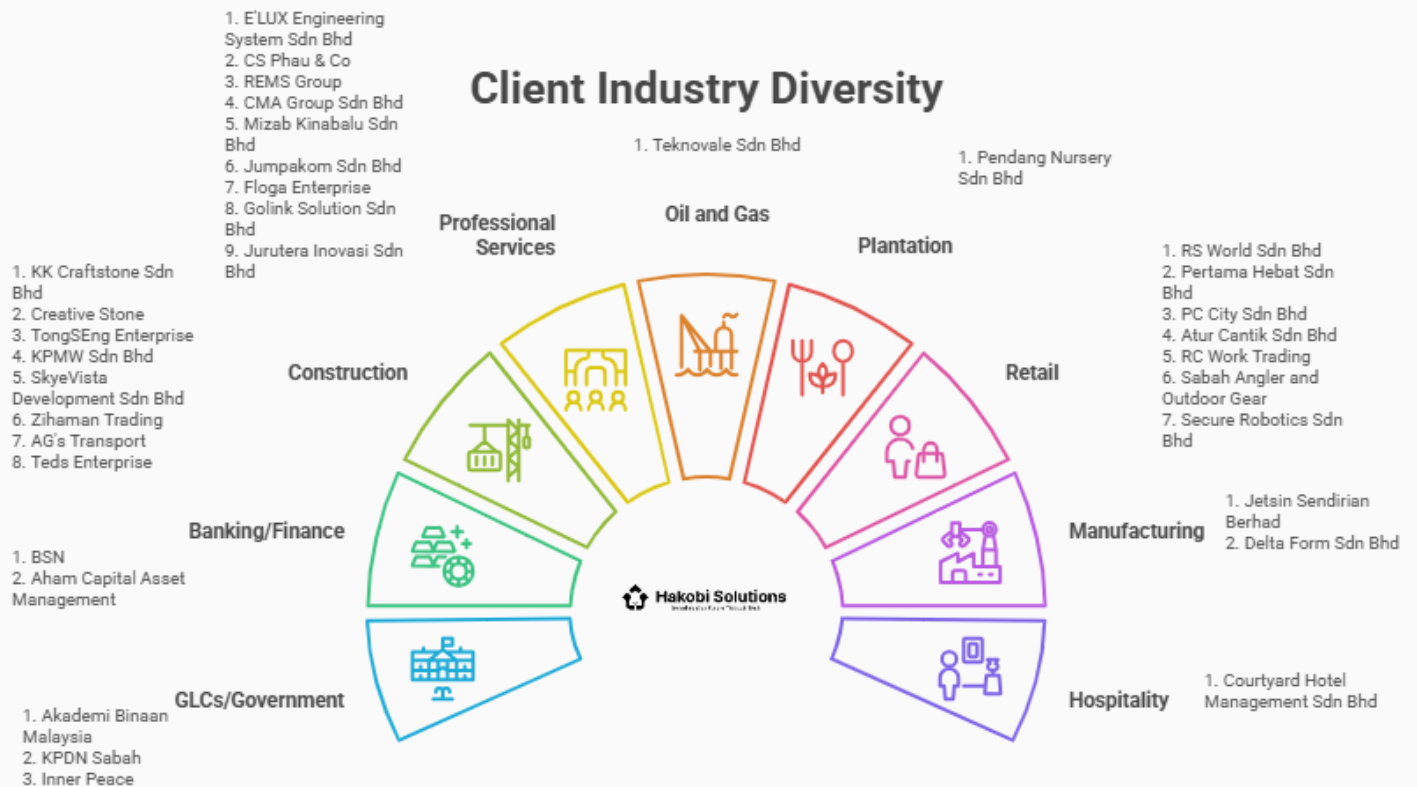 Client Industry Diversity
1. E'LUX Engineering
System Sdn Bhd
2. CS Phau & Co
3. REMS Group
4. CMA Group Sdn Bhd
5. Mizab Kinabalu Sdn
Bhd
6. Jumpakom Sdn Bhd
7. Floga Enterprise
8. Golink Solution Sdn
Bhd
9. Jurutera Inovasi Sdn
Bhd
Professional
Services
1. Teknovale Sdn Bhd
Oil and Gas
1. Pendang Nursery
Sdn Bhd
Plantation
1. KK Craftstone Sdn
Bhd
2. Creative Stone
3. TongSEng Enterprise
4. KPMW Sdn Bhd
5. SkyeVista
Development Sdn Bhd
6. Zihaman Trading
7. AG's Transport
8. Teds Enterprise
Construction
1. RS World Sdn Bhd
2. Pertama Hebat Sdn
Bhd
3. PC City Sdn Bhd
4. Atur Cantik Sdn Bhd
5. RC Work Trading
6. Sabah Angler and
Outdoor Gear
7. Secure Robotics Sdn
Bhd
Retail
Banking/Finance
1. BSN
2. Aham Capital Asset
Management
Manufacturing
1. Jetsin Sendirian
Berhad
2. Delta Form Sdn Bhd
Hakobi Solutions
GLCs/Government
1. Akademi Binaan
Malaysia
2. KPDN Sabah
3. Inner Peace
Hospitality
1. Courtyard Hotel
Management Sdn Bhd